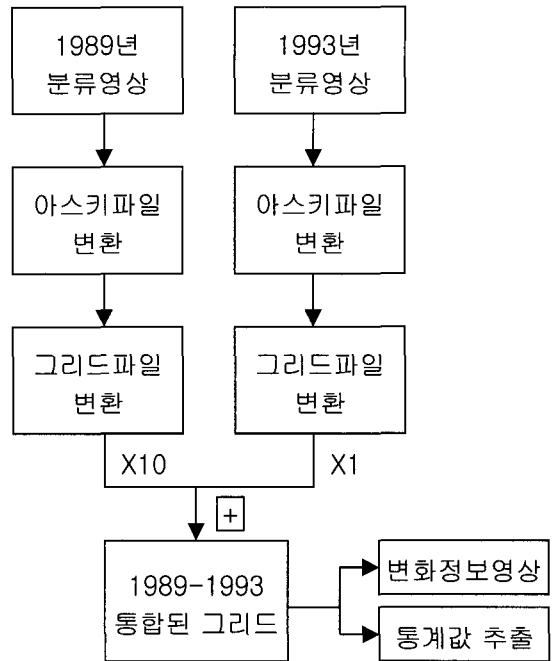 1989년
분류영상
1993년
분류영상
아스키파일
변환
아스키파일
변환
그리드파일
변환
그리드파일
변환
X10
X1
+
1989-1993
통합된 그리드
변화정보영상
통계값 추출